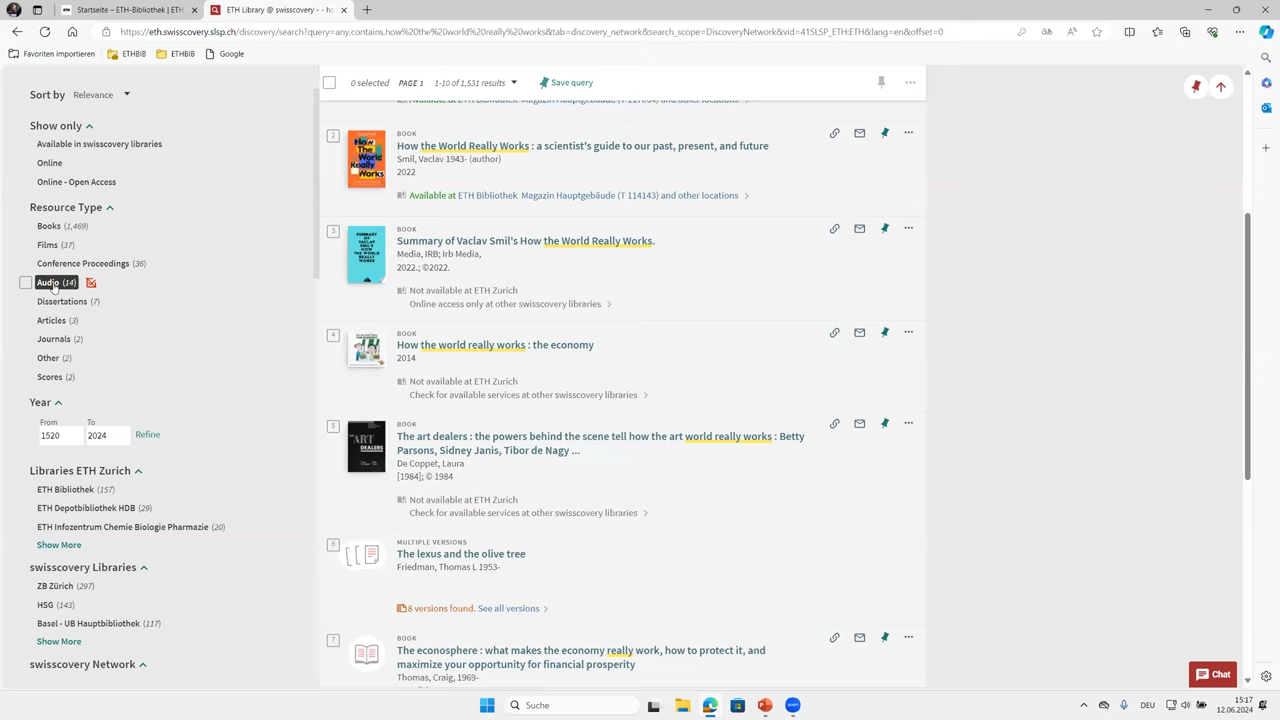 Startseite – ETH-Bibliothek | ETH
ETH Library @ swisscovery - - ho
https://eth.swisscovery.slsp.ch/discovery/search?query=any,contains,how%20the%20world%20really%20works&tab=discovery_network&search_scope=DiscoveryNetwork&vid=41SLSP_ETH:ETH&lang=en&offset=0
Favoriten importieren
ETHBIB
ETHBIB
Google
Sort by Relevance
Show only
Available in swisscovery libraries
Online
Online - Open Access
Resource Type
Books (1,469)
Films (37)
Conference Proceedings (36)
Audio (14)
Dissertations (7)
Articles (3)
Journals (2)
Other (2)
Scores (2)
Year
From To
1520 2024 Refine
Libraries ETH Zurich
ETH Bibliothek (157)
ETH Depotbibliothek HDB (29)
ETH Infozentrum Chemie Biologie Pharmazie (20)
Show More
swisscovery Libraries
ZB Zürich (297)
HSG (143)
Basel - UB Hauptbibliothek (117)
Show More
swisscovery Network
0 selected PAGE 1 1-10 of 1,531 results Save query
2
BOOK
How the World Really Works : a scientist's guide to our past, present, and future
Smil, Vaclav 1943- (author)
2022
Available at ETH Bibliothek Magazin Hauptgebäude (T 114143) and other locations
3
BOOK
Summary of Vaclav Smil's How the World Really Works.
Media, IRB; Irb Media,
2022.; ©2022.
Not available at ETH Zurich
Online access only at other swisscovery libraries
4
BOOK
How the world really works : the economy
2014
Not available at ETH Zurich
Check for available services at other swisscovery libraries
5
BOOK
The art dealers : the powers behind the scene tell how the art world really works : Betty
Parsons, Sidney Janis, Tibor de Nagy ...
De Coppet, Laura
[1984]; © 1984
Not available at ETH Zurich
Check for available services at other swisscovery libraries
6
MULTIPLE VERSIONS
The lexus and the olive tree
Friedman, Thomas L 1953-
8 versions found. See all versions
7
BOOK
The econosphere : what makes the economy really work, how to protect it, and
maximize your opportunity for financial prosperity
Thomas, Craig, 1969-
Chat
Suche
DEU
15:17
12.06.2024